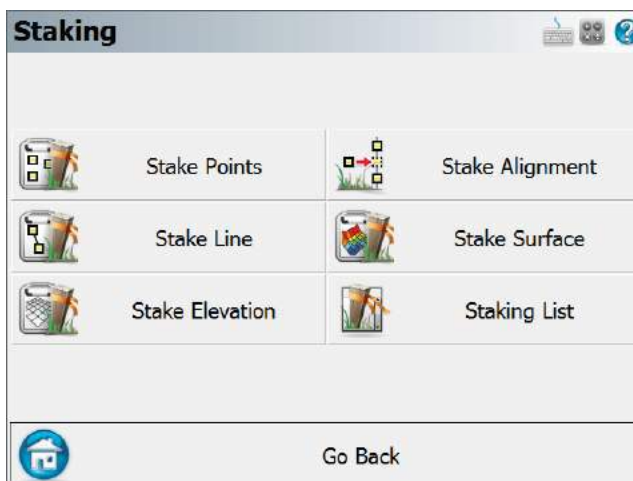 Staking
Stake Points
Stake Alignment
Stake Line
Stake Surface
Stake Elevation
Staking List
Go Back